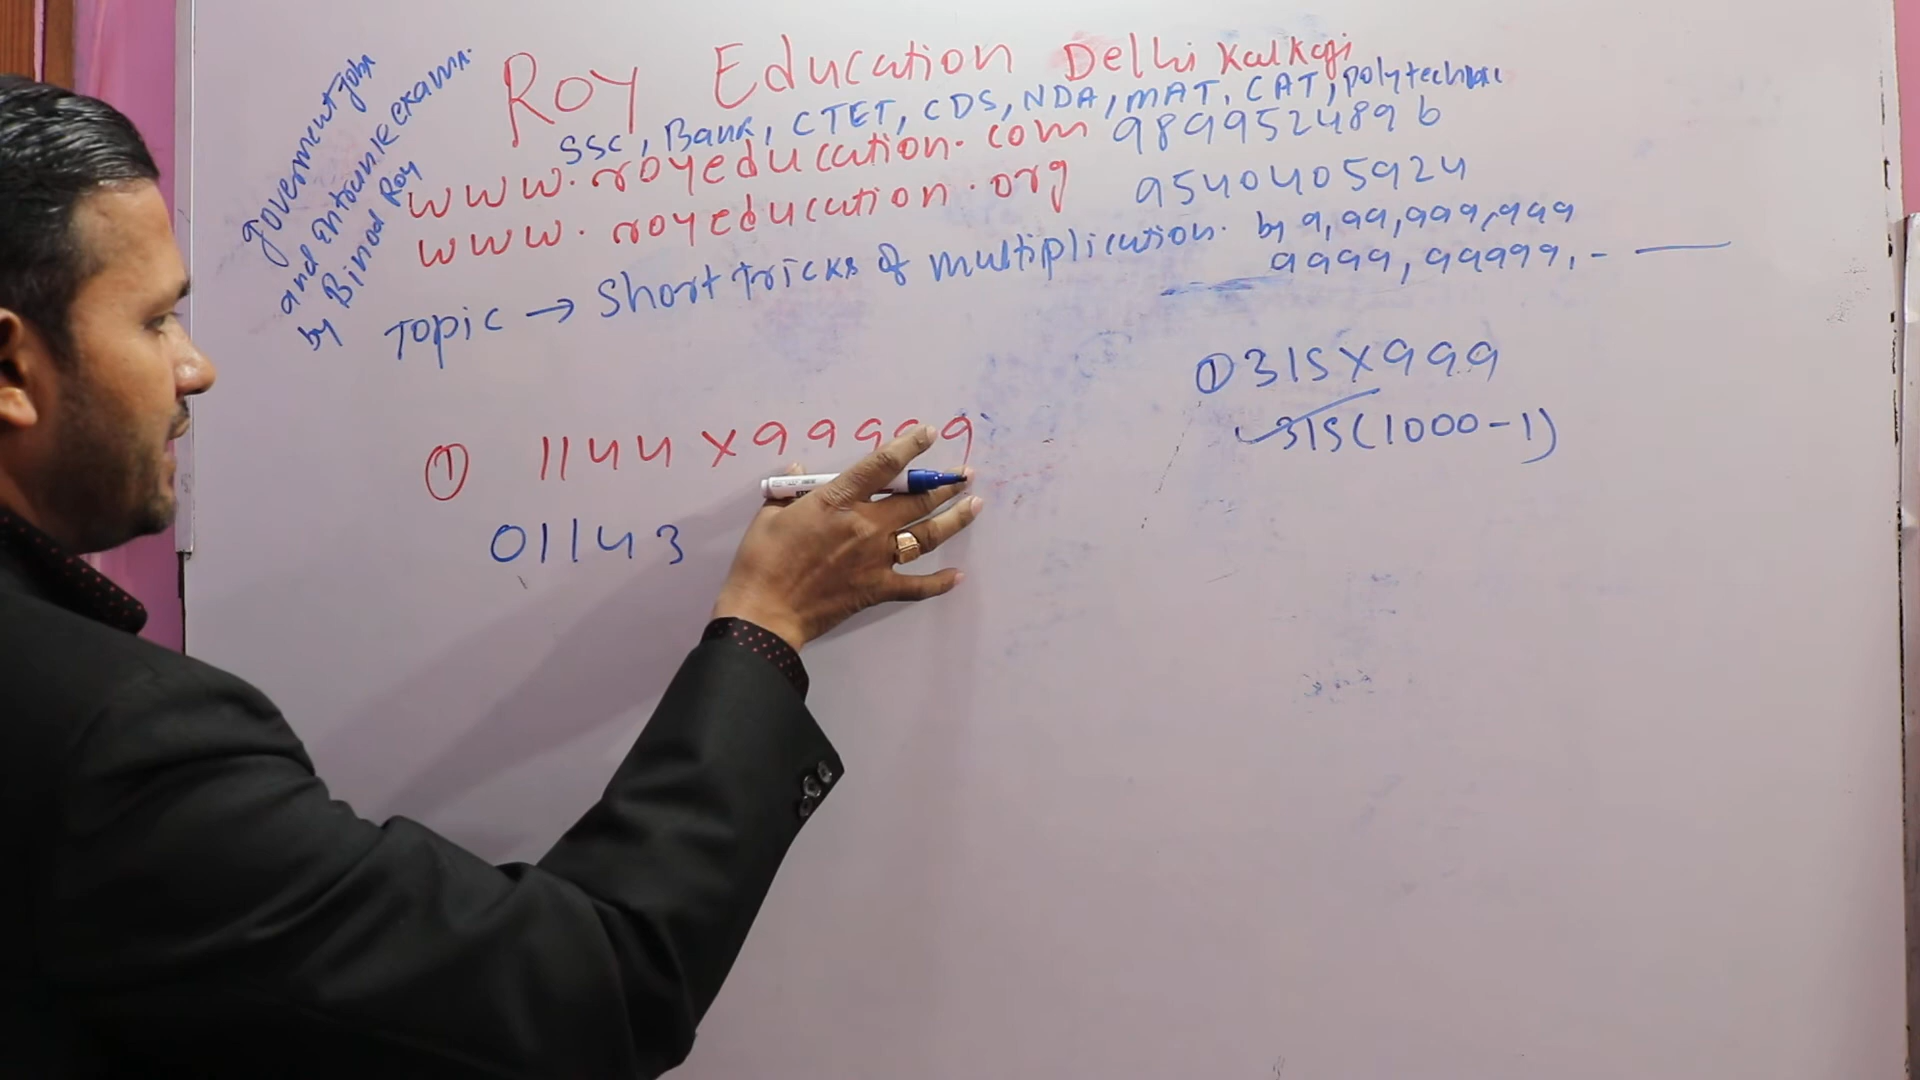 Roy Education Delhi Kalkaji
SSC, Bank, CTET, CDS, NDA, MAT, CAT, polytechnic
www.royeducation.com 9899524896
www.royeducation.org 9540405924
government jobs
and Entrance exams.
by Binod Roy
Topic → Short tricks of multiplication. by 9, 99, 999, 999
9999, 99999, - —
① 1144 × 99999
01143
① 315 × 999
315(1000-1)